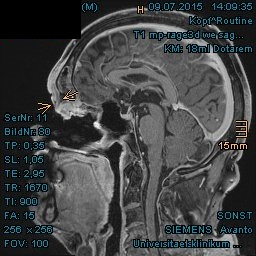 (M) 09.07.2015 14:09:35
H Kopf^Routine
T1 mp-rage3d we sag...
KM: 18ml Dotarem
15mm
SerNr: 11
BildNr: 80
TP: 0,35
SL: 1,05
TE: 2,95
TR: 1670
TI: 900
FA: 15
256 x 256
FOV: 100
SONST
SIEMENS Avanto
Universitaetsklinikum ...